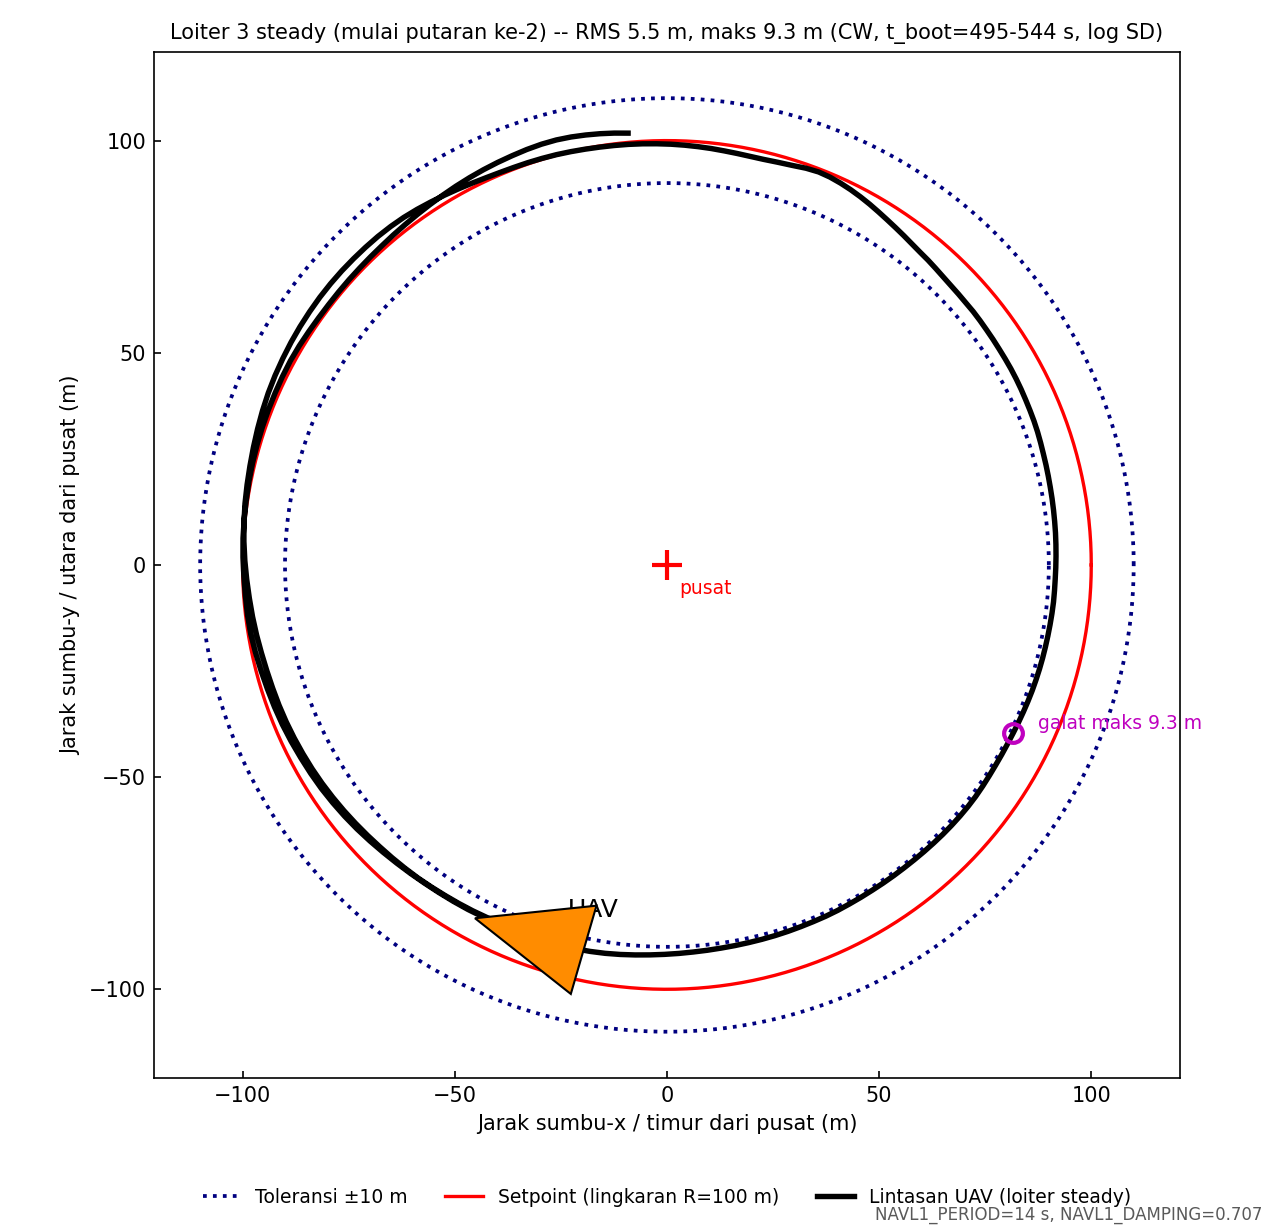 Loiter 3 steady (mulai putaran ke-2) -- RMS 5.5 m, maks 9.3 m (CW, t_boot=495-544 s, log SD)
Jarak sumbu-y / utara dari pusat (m)
100
50
0
−50
−100
pusat
galat maks 9.3 m
UAV
−100
−50
0
50
100
Jarak sumbu-x / timur dari pusat (m)
Toleransi ±10 m
Setpoint (lingkaran R=100 m)
Lintasan UAV (loiter steady)
NAVL1_PERIOD=14 s, NAVL1_DAMPING=0.707